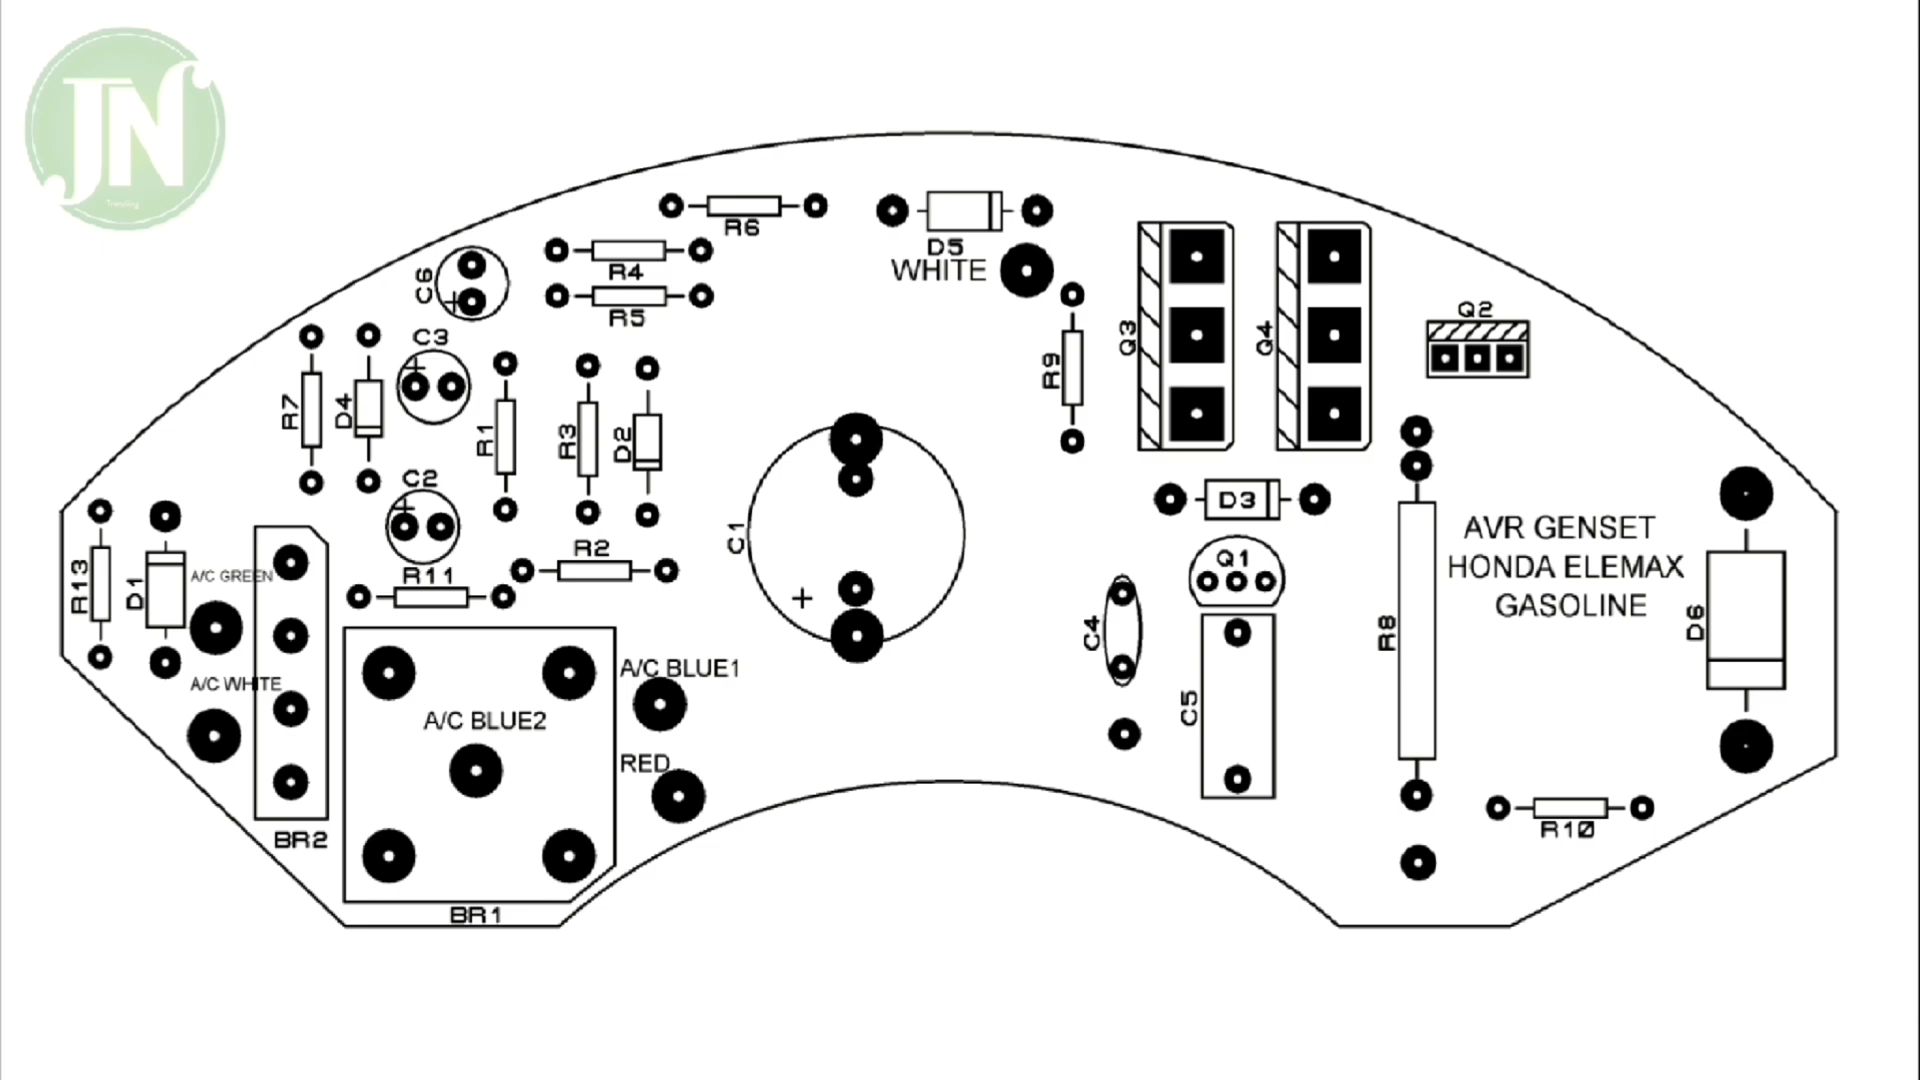 JN
R6
D5
WHITE
C6
R4
R5
Q3
Q4
Q2
C3
R9
R7
D4
R1
R3
D2
C2
D3
C1
+
+
+
+
AVR GENSET
HONDA ELEMAX
GASOLINE
R2
Q1
R13
D1
A/C GREEN
R11
C4
R8
D6
A/C WHITE
A/C BLUE1
A/C BLUE2
C5
RED
BR2
R10
BR1